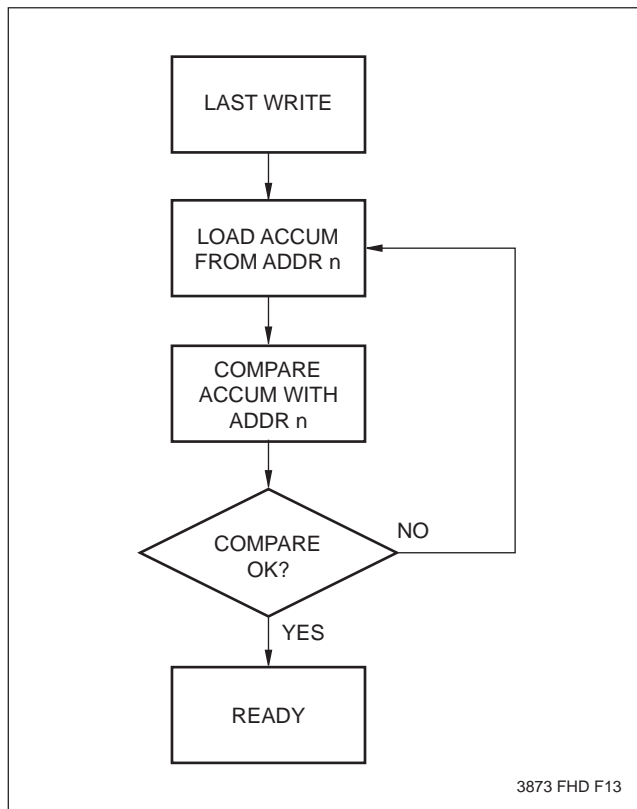 LAST WRITE
LOAD ACCUM
FROM ADDR n
COMPARE
ACCUM WITH
ADDR n
COMPARE
OK?
NO
YES
READY
3873 FHD F13